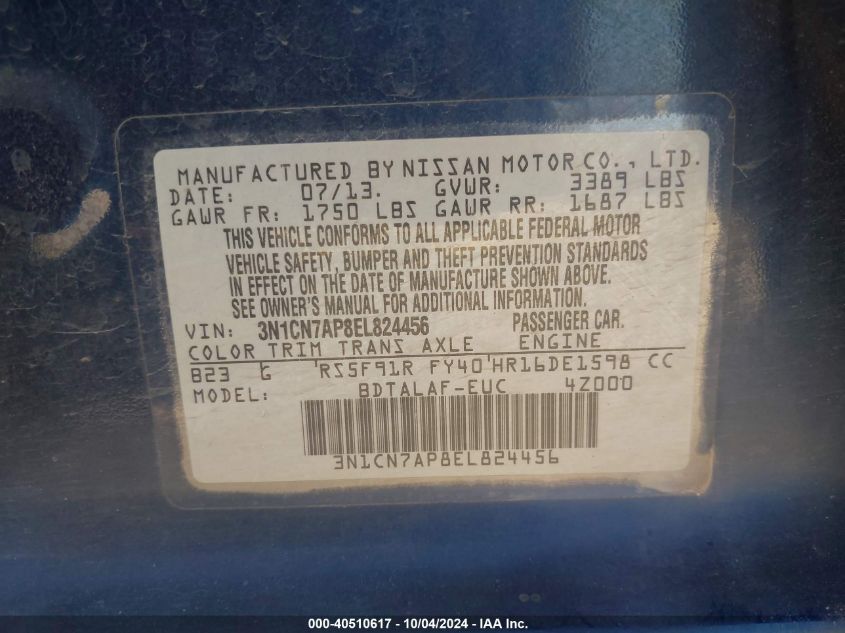 MANUFACTURED BY NISSAN MOTOR CO., LTD.
DATE: 07/13. GVWR: 3389 LBS
GAWR FR: 1750 LBS GAWR RR: 1687 LBS
THIS VEHICLE CONFORMS TO ALL APPLICABLE FEDERAL MOTOR
VEHICLE SAFETY, BUMPER AND THEFT PREVENTION STANDARDS
IN EFFECT ON THE DATE OF MANUFACTURE SHOWN ABOVE.
SEE OWNER'S MANUAL FOR ADDITIONAL INFORMATION.
VIN: 3N1CN7AP8EL824456 PASSENGER CAR.
COLOR TRIM TRANS AXLE ENGINE
B23 G 'RS5F91R FY40'HR16DE1598 CC
MODEL: BDTALAF-EUC 4Z000
3N1CN7AP8EL824456
000-40510617 - 10/04/2024 - IAA Inc.